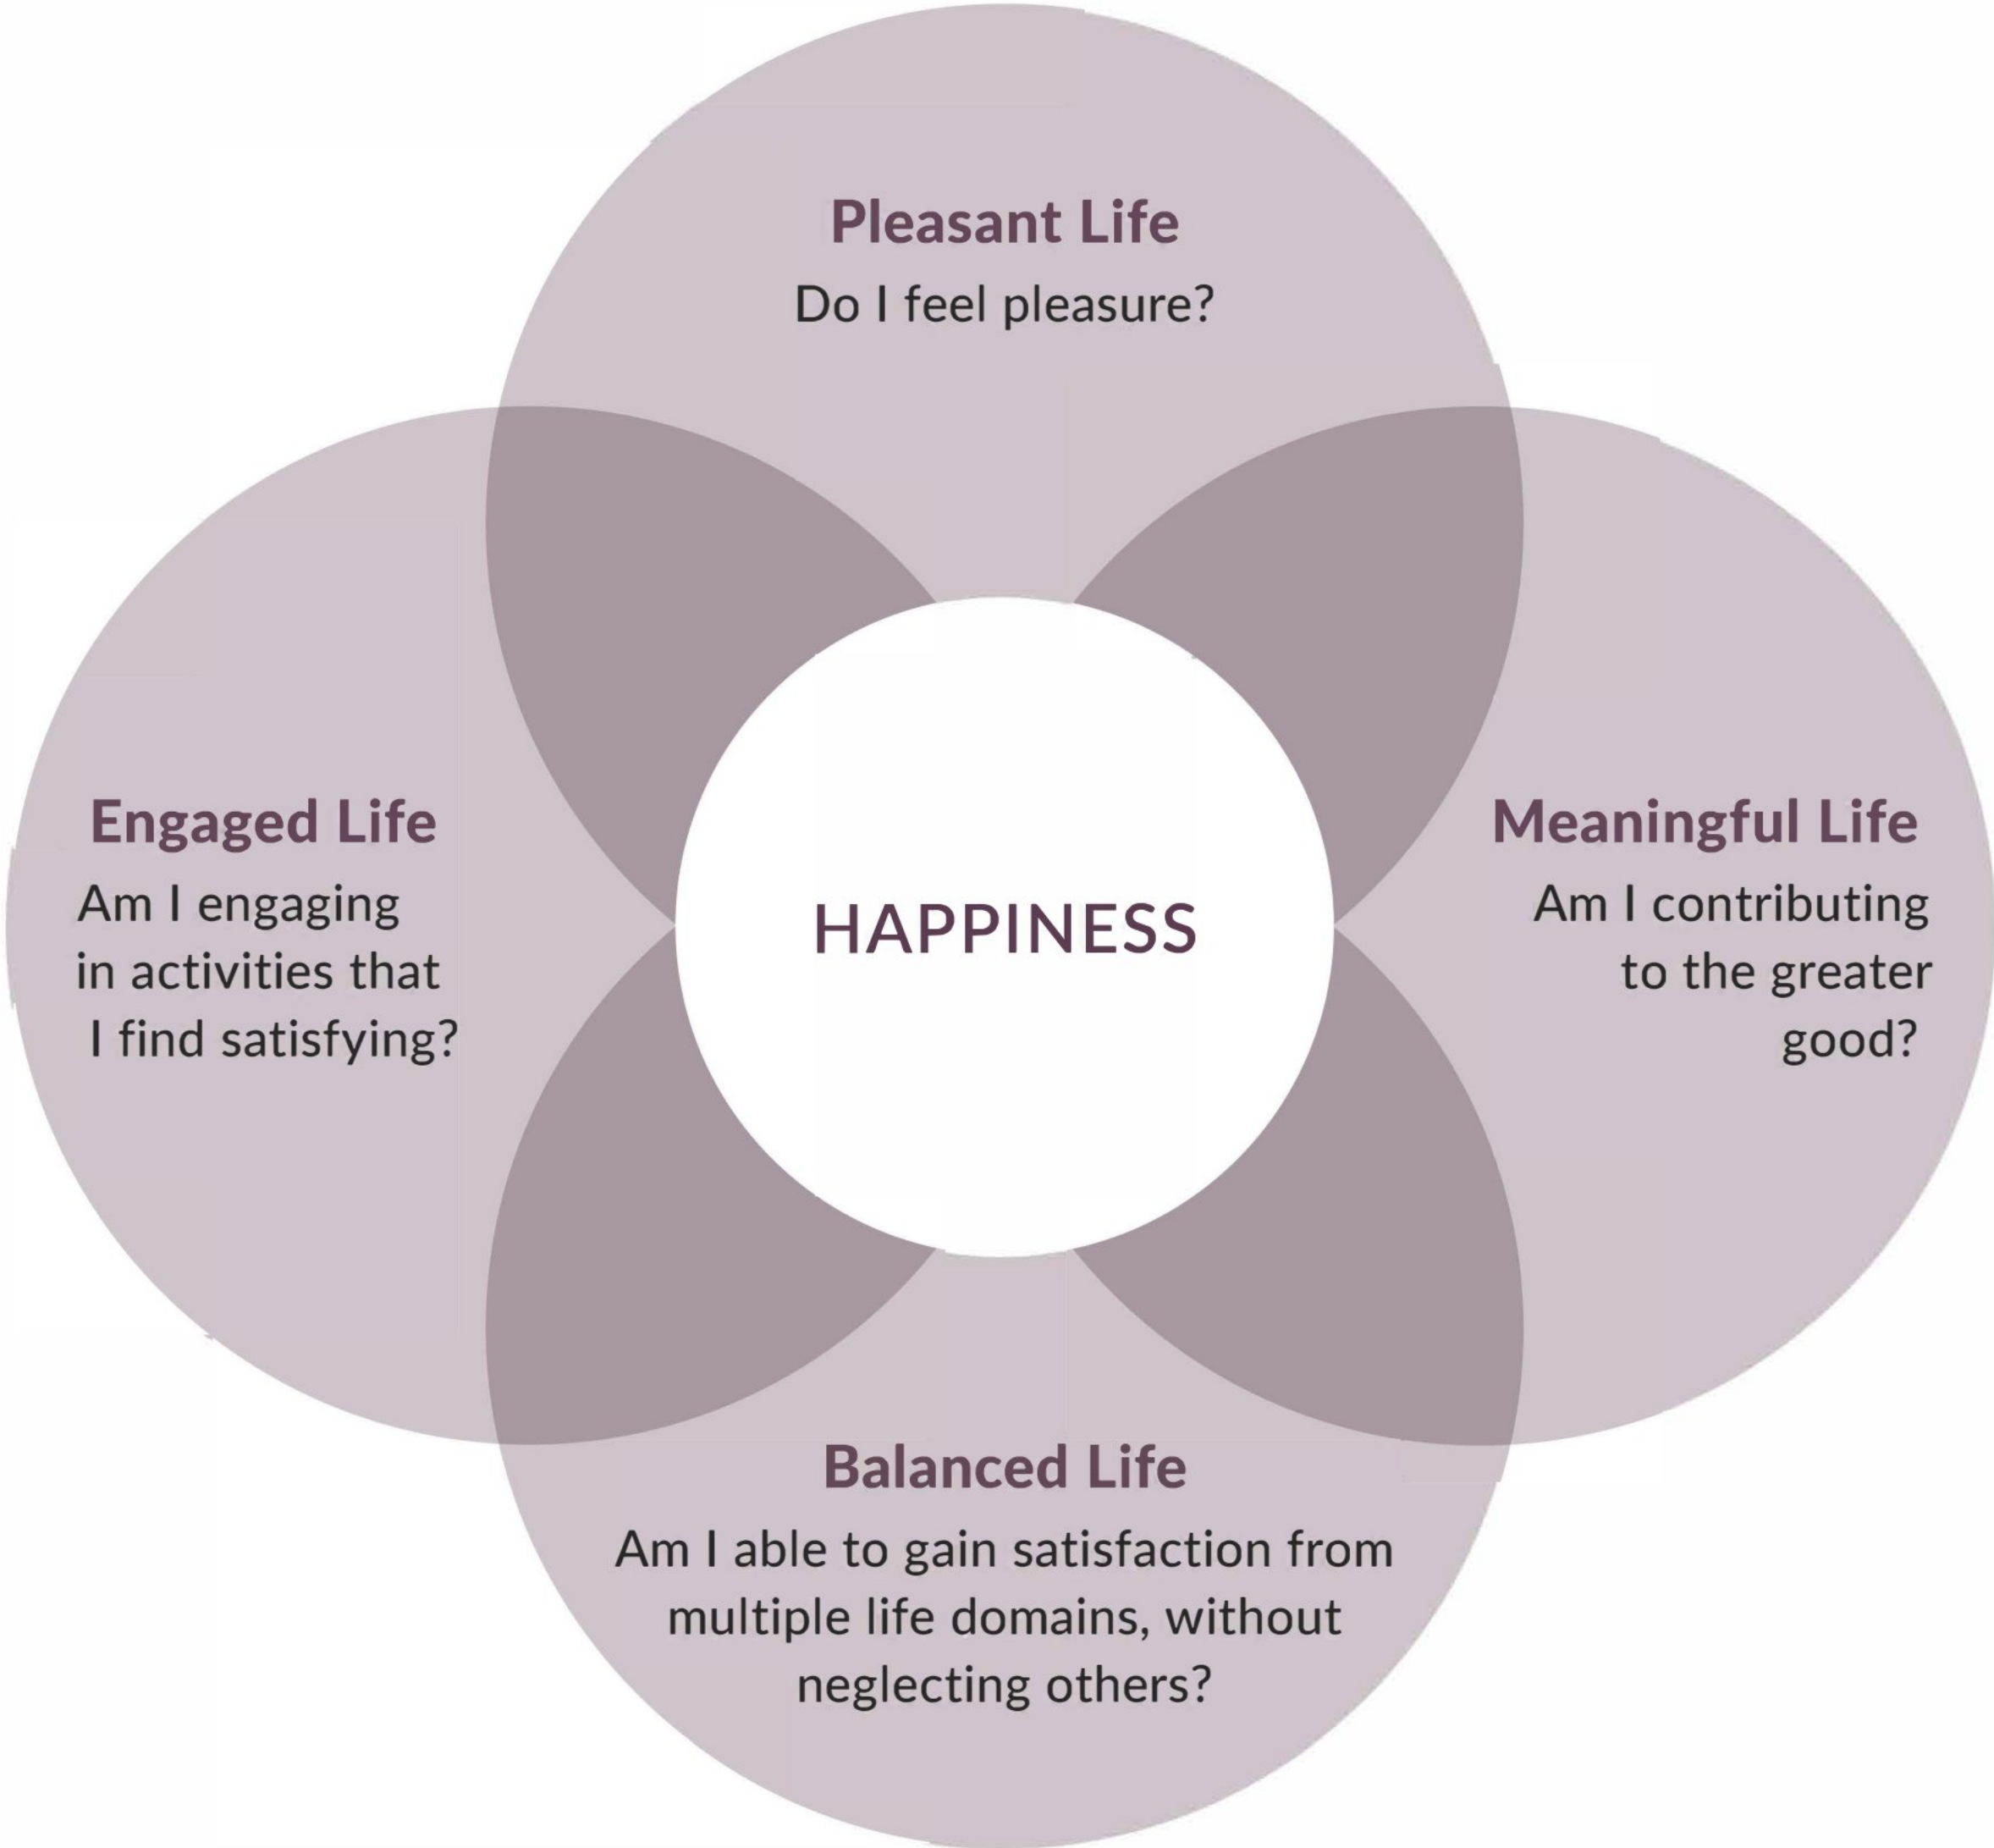 Pleasant Life
Do I feel pleasure?
Engaged Life
Am I engaging
in activities that
I find satisfying?
HAPPINESS
Meaningful Life
Am I contributing
to the greater
good?
Balanced Life
Am I able to gain satisfaction from
multiple life domains, without
neglecting others?